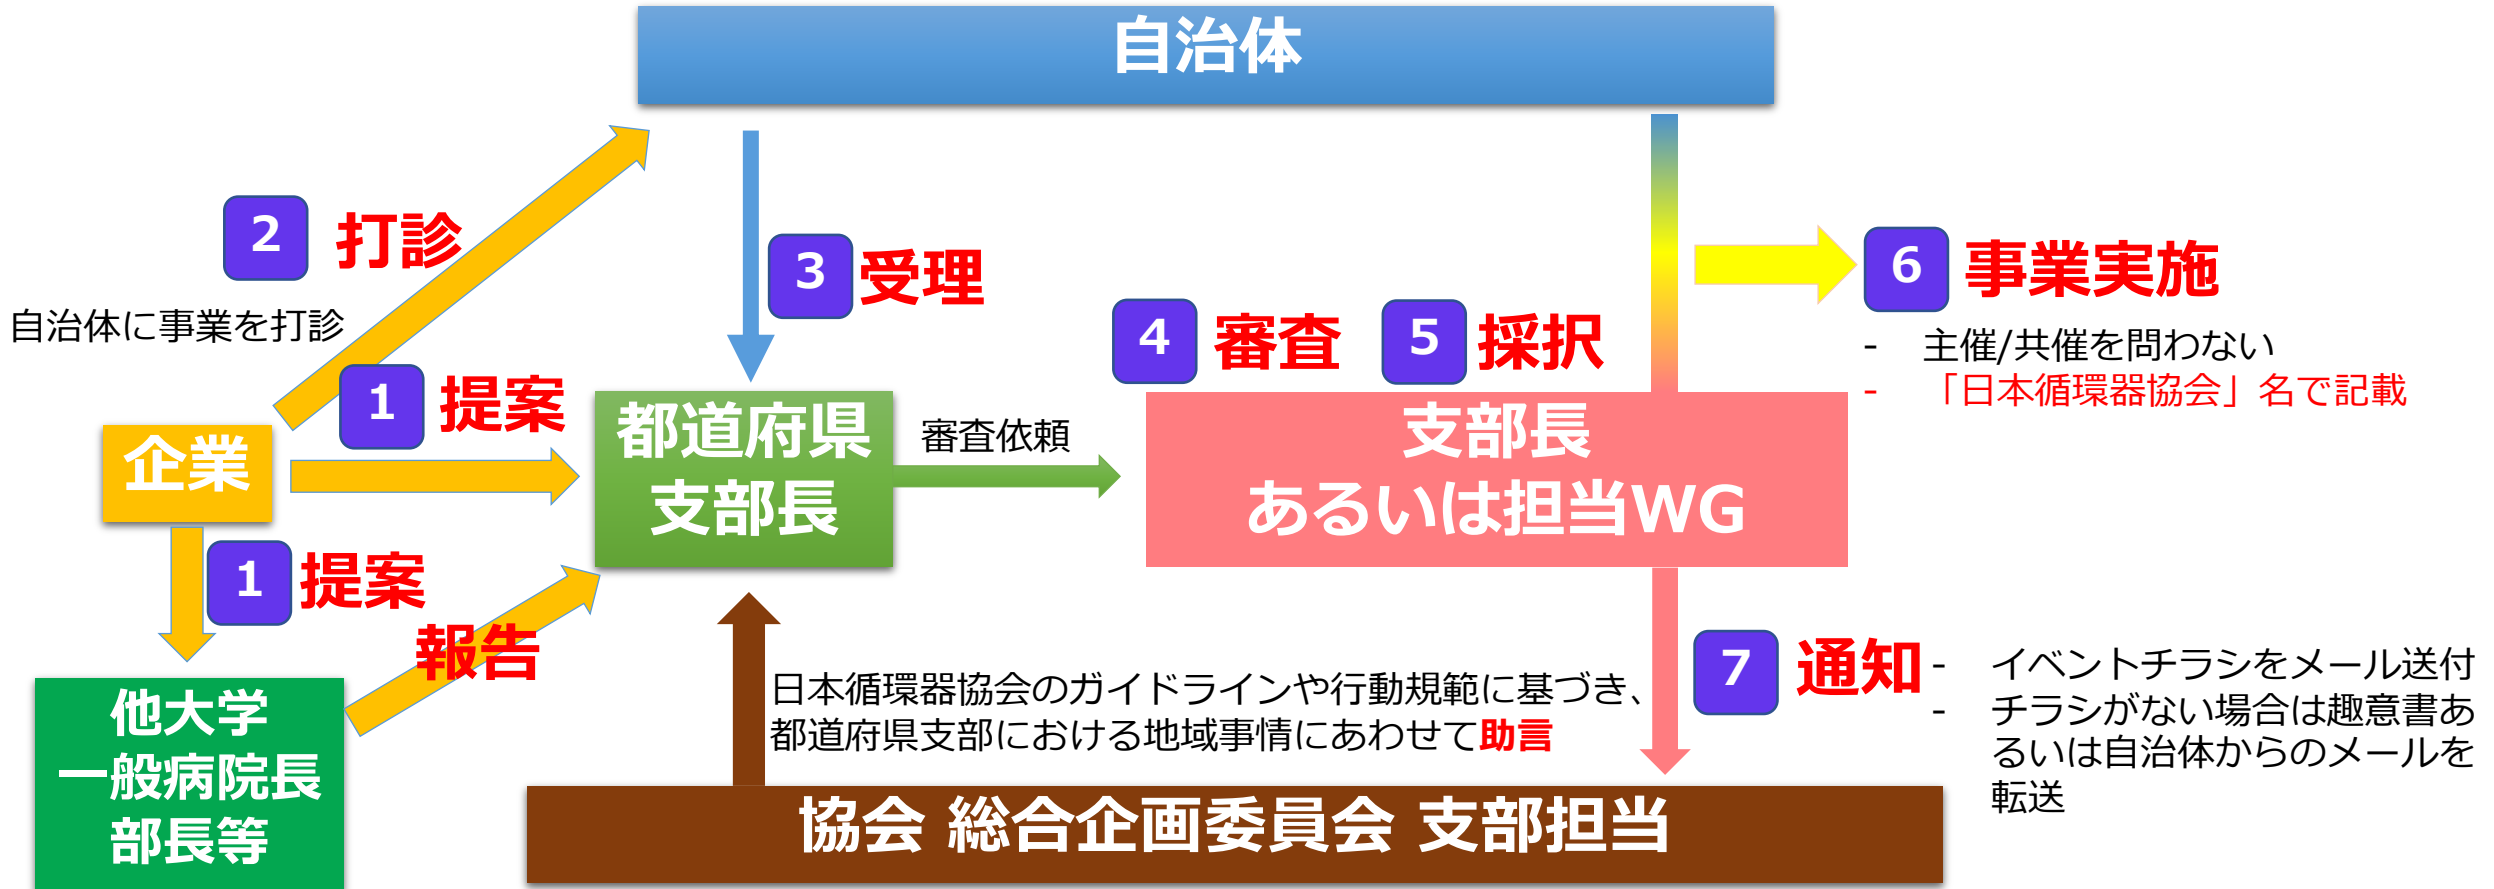 自治体
2
打診
自治体に事業を打診
3
受理
4
審査
5
採択
6
事業実施
- 主催/共催を問わない
- 「日本循環器協会」名で記載
1
提案
企業
都道府県
支部長
審査依頼
支部長
あるいは担当WG
1
提案
報告
他大学
一般病院長
支部長等
日本循環器協会のガイドラインや行動規範に基づき、
都道府県支部における地域事情にあわせて助言
7
通知
- イベントチラシをメール送付
- チラシがない場合は趣意書あ
るいは自治体からのメールを
転送
協会 総合企画委員会 支部担当